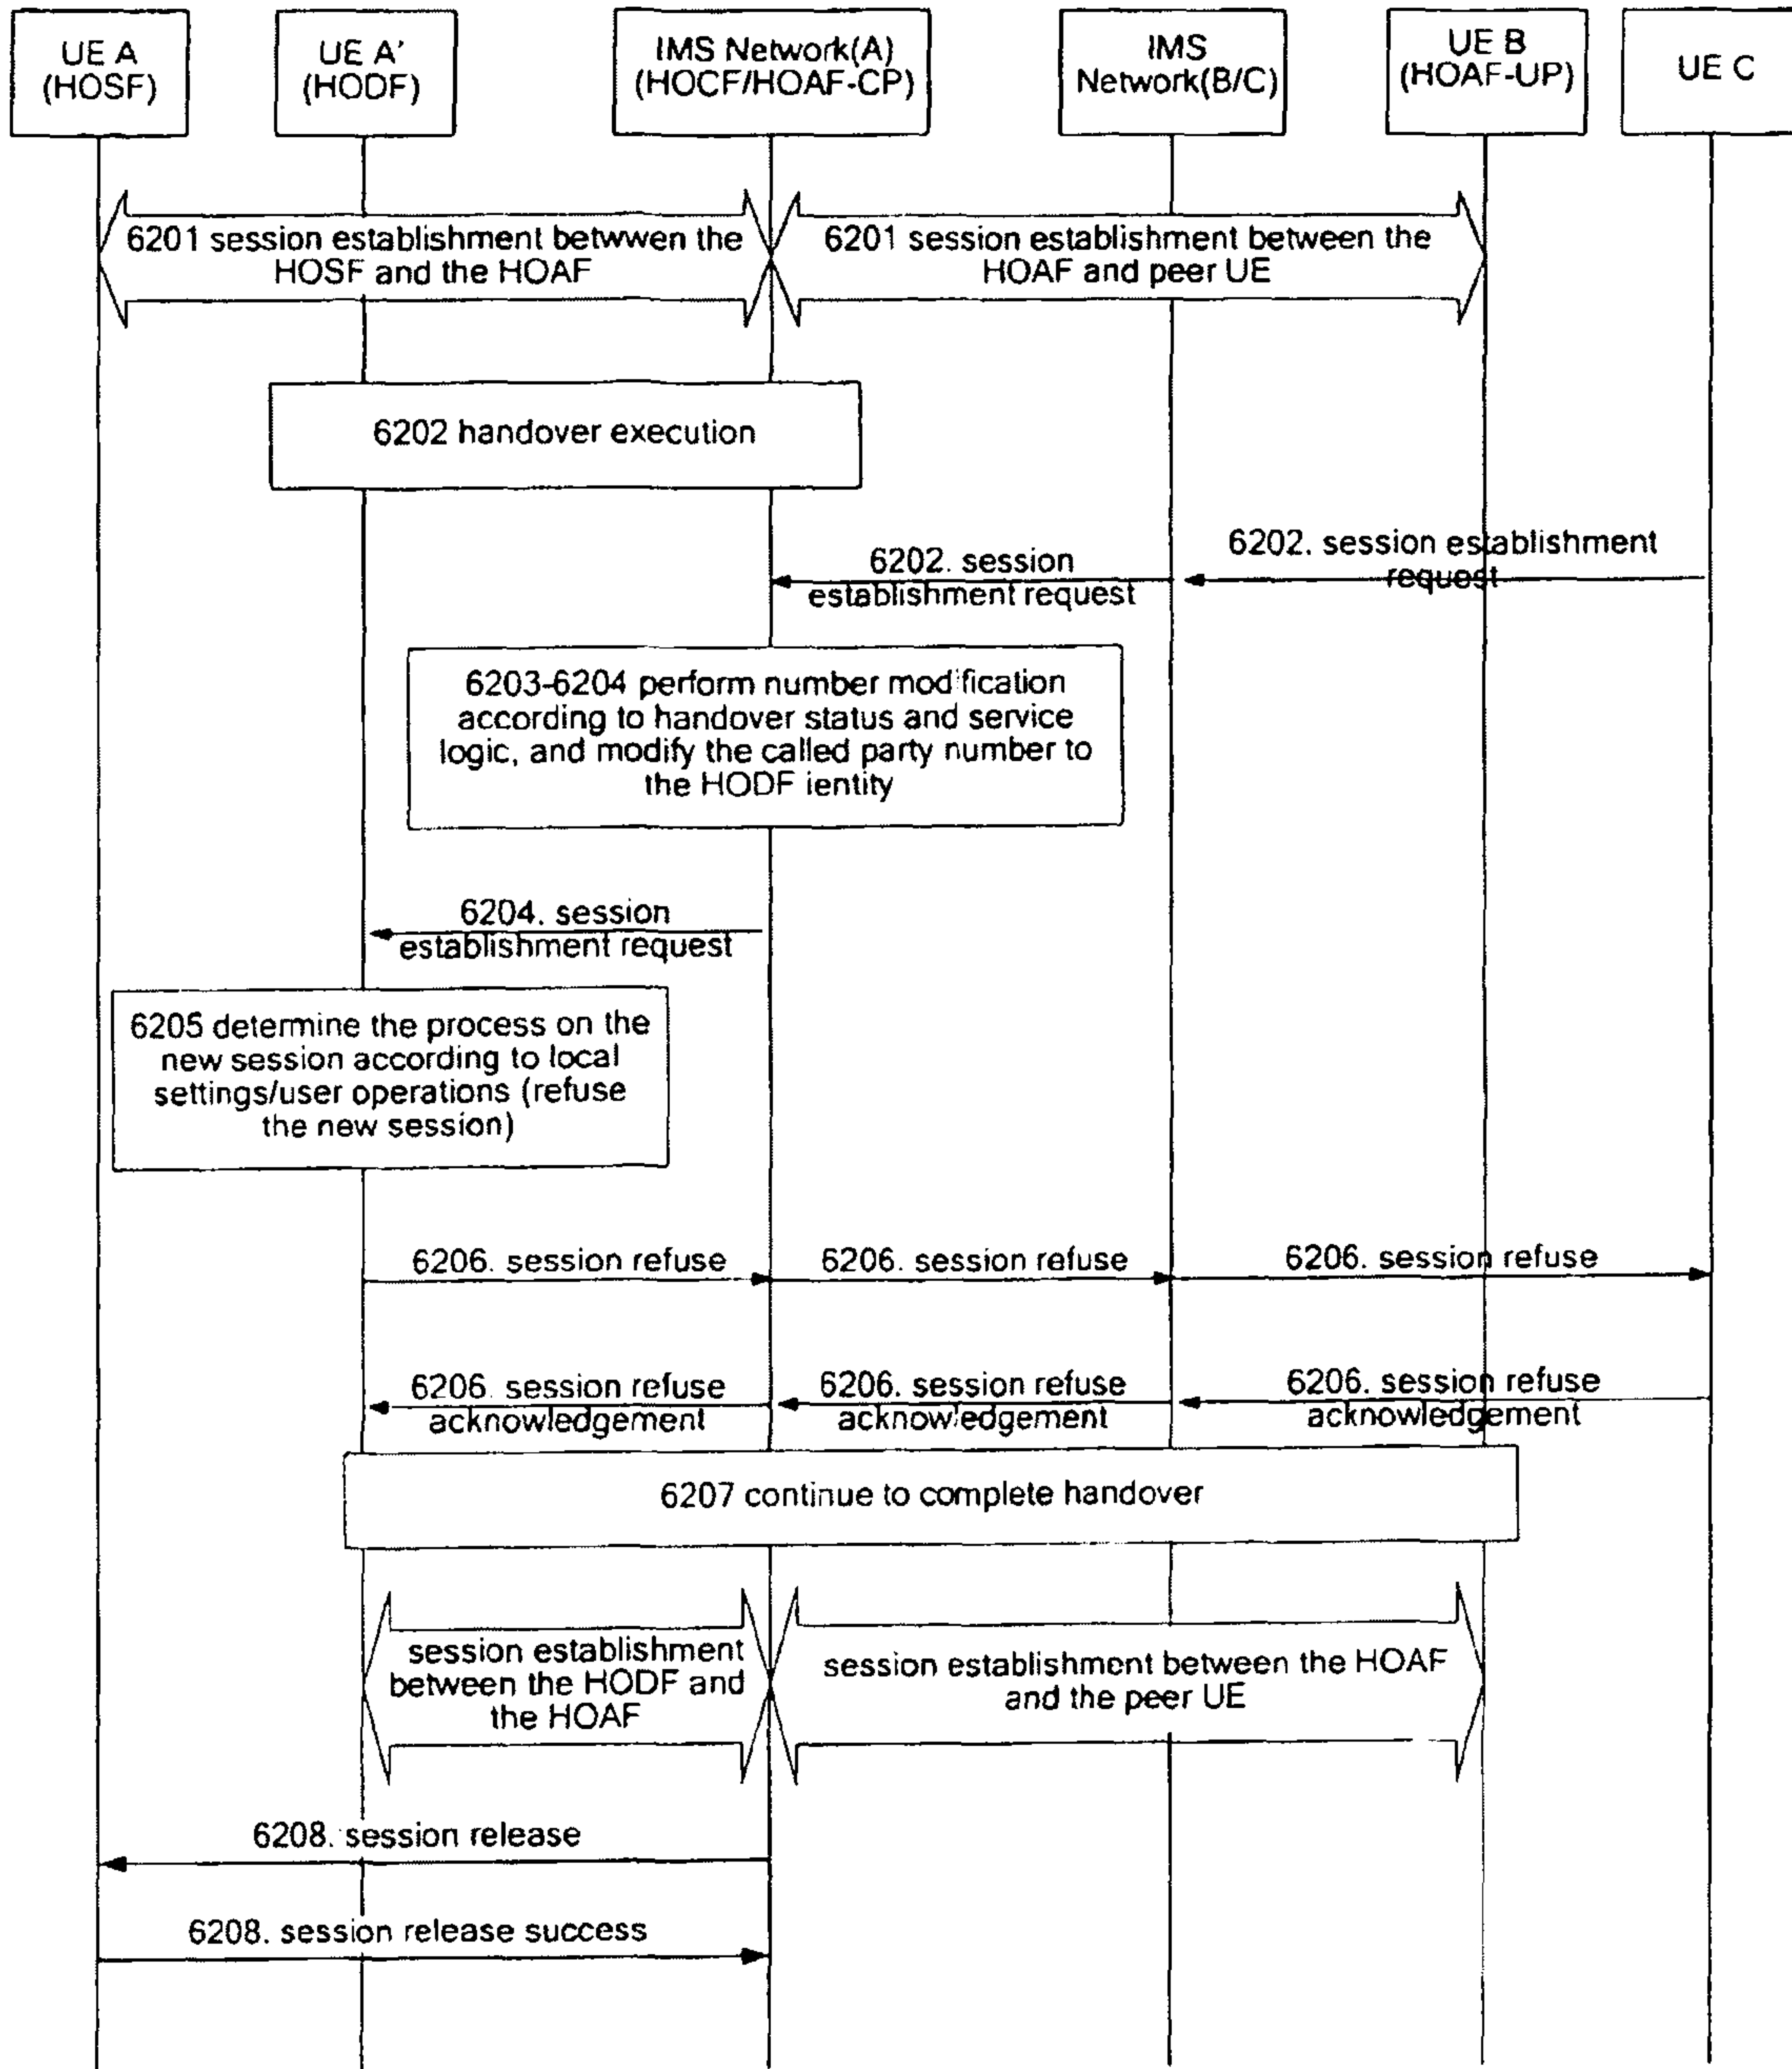 UE A
(HOSF)
UE A'
(HODF)
IMS Network(A)
(HOCF/HOAF-CP)
IMS
Network(B/C)
UE B
(HOAF-UP)
UE C
6201 session establishment betwwen the
HOSF and the HOAF
6201 session establishment between the
HOAF and peer UE
6202 handover execution
6202. session
establishment request
6202. session establishment
request
6203-6204 perform number modification
according to handover status and service
logic, and modify the called party number to
the HODF ientity
6204. session
establishment request
6205 determine the process on the
new session according to local
settings/user operations (refuse
the new session)
6206. session refuse
6206. session refuse
6206. session refuse
6206. session refuse
acknowledgement
6206. session refuse
acknowledgement
6206. session refuse
acknowledgement
6207 continue to complete handover
session establishment
between the HODF and
the HOAF
session establishment between the HOAF
and the peer UE
6208. session release
6208. session release success